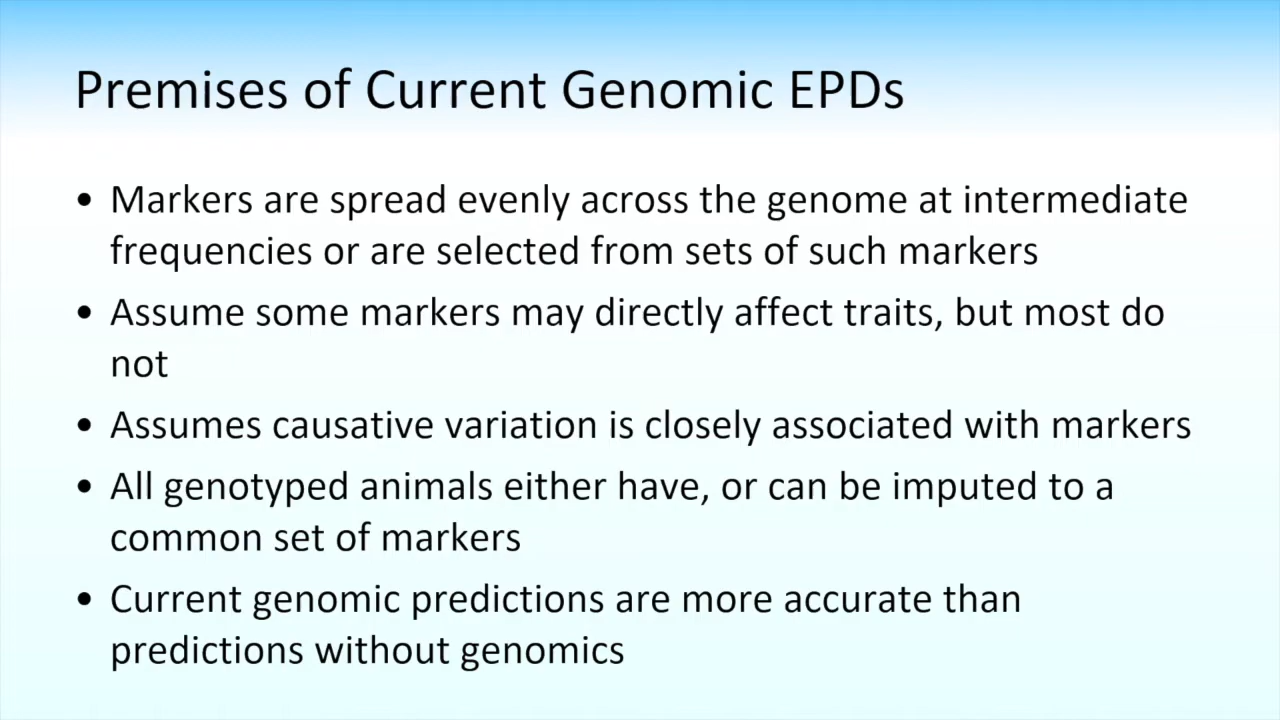 Premises of Current Genomic EPDs
• Markers are spread evenly across the genome at intermediate
frequencies or are selected from sets of such markers
• Assume some markers may directly affect traits, but most do
not
• Assumes causative variation is closely associated with markers
• All genotyped animals either have, or can be imputed to a
common set of markers
• Current genomic predictions are more accurate than
predictions without genomics